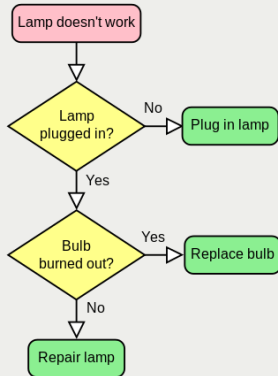 Lamp doesn't work
Lamp
plugged in?
No
Plug in lamp
Yes
Bulb
burned out?
Yes
Replace bulb
No
Repair lamp